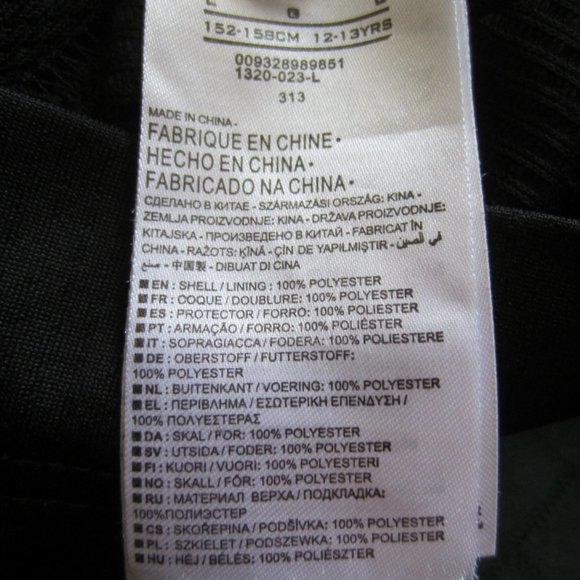 152-158CM 12-13YRS
009328989851
1320-023-L
313
MADE IN CHINA -
FABRIQUE EN CHINE •
HECHO EN CHINA •
FABRICADO NA CHINA •
СДЕЛАНО В КИТАЕ - SZÁRMAZÁSI ORSZÁG: KINA -
ZEMLJA PROIZVODNJE: KINA - DRŽAVA PROIZVODNJE:
KITAJSKA - ПРОИЗВЕДЕНО В КИТАЙ - FABRICAT ÎN
CHINA - RAŽOTS: ĶĪNĀ - ÇİN DE YAPILMIŞTIR - في الصين
صنع - 中国製 - DIBUAT DI CINA
EN : SHELL / LINING : 100% POLYESTER
FR : COQUE / DOUBLURE : 100% POLYESTER
ES : PROTECTOR / FORRO: 100% POLIESTER
PT : ARMAÇÃO / FORRO: 100% POLIESTER
IT : SOPRAGIACCA / FODERA: 100% POLIESTERE
DE : OBERSTOFF / FUTTERSTOFF:
100% POLYESTER
NL : BUITENKANT / VOERING: 100% POLYESTER
EL : ΠΕΡΙΒΛΗΜΑ / ΕΣΩΤΕΡΙΚΗ ΕΠΕΝΔΥΣΗ /
100% ΠΟΛΥΕΣΤΕΡΑΣ
DA : SKAL / FOR: 100% POLYESTER
SV : UTSIDA / FODER: 100% POLYESTER
FI : KUORI / VUORI: 100% POLYESTERI
NO : SKALL / FÔR: 100% POLYESTER
RU : МАТЕРИАЛ ВЕРХА / ПОДКЛАДКА:
100%ПОЛИЭСТЕР
CS : SKOŘEPINA / PODŠÍVKA: 100% POLYESTER
PL : SZKIELET / PODSZEWKA: 100% POLIESTER
HU : HÉJ / BÉLÉS: 100% POLIÉSZTER